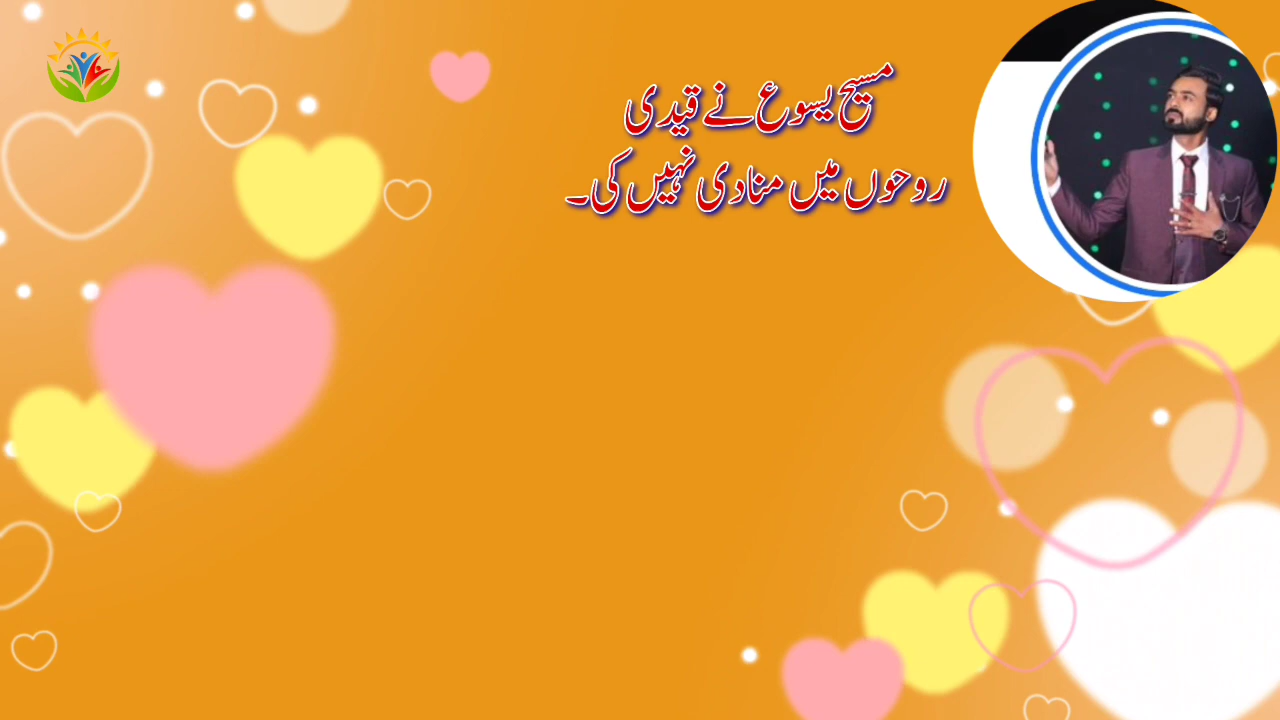 مسیح یسوع نے قیدی
روحوں میں منادی نہیں کی۔